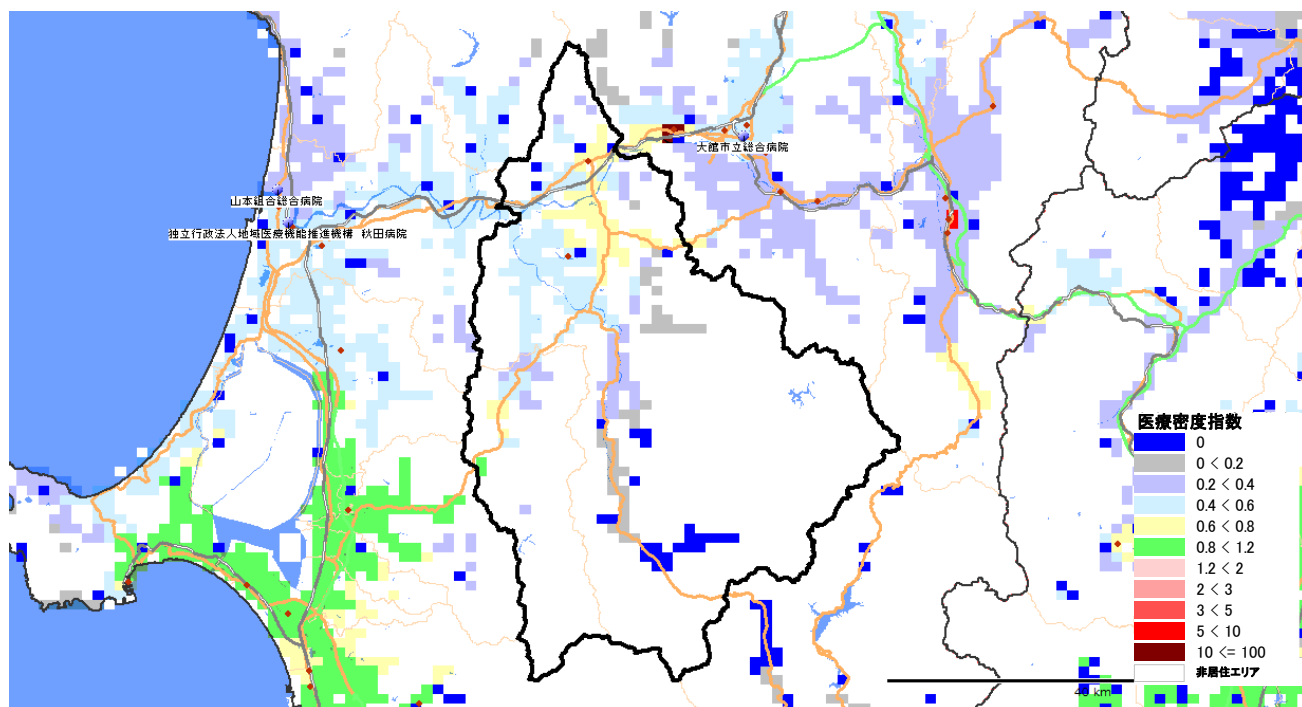 大館市立総合病院
山本組合総合病院
独立行政法人地域医療機能推進機構 秋田病院
医療密度指数
0
0 < 0.2
0.2 < 0.4
0.4 < 0.6
0.6 < 0.8
0.8 < 1.2
1.2 < 2
2 < 3
3 < 5
5 < 10
10 <= 100
非居住エリア
40 km